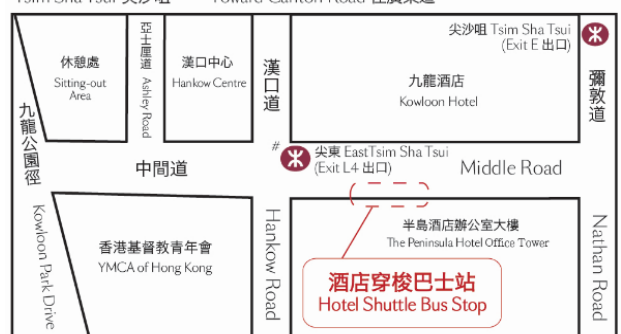 Tsim Sha Tsui 尖沙咀
Toward Canton Road 往廣東道
尖沙咀 Tsim Sha Tsui
(Exit E 出口)
休憩處
Sitting-out
Area
亞士厘道 Ashley Road
漢口中心
Hankow Centre
漢口道
九龍酒店
Kowloon Hotel
彌敦道
九龍公園徑
#
尖東 EastTsim Sha Tsui
(Exit L4 出口)
中間道
Middle Road
Kowloon Park Drive
香港基督教青年會
YMCA of Hong Kong
Hankow Road
半島酒店辦公室大樓
The Peninsula Hotel Office Tower
Nathan Road
酒店穿梭巴士站
Hotel Shuttle Bus Stop